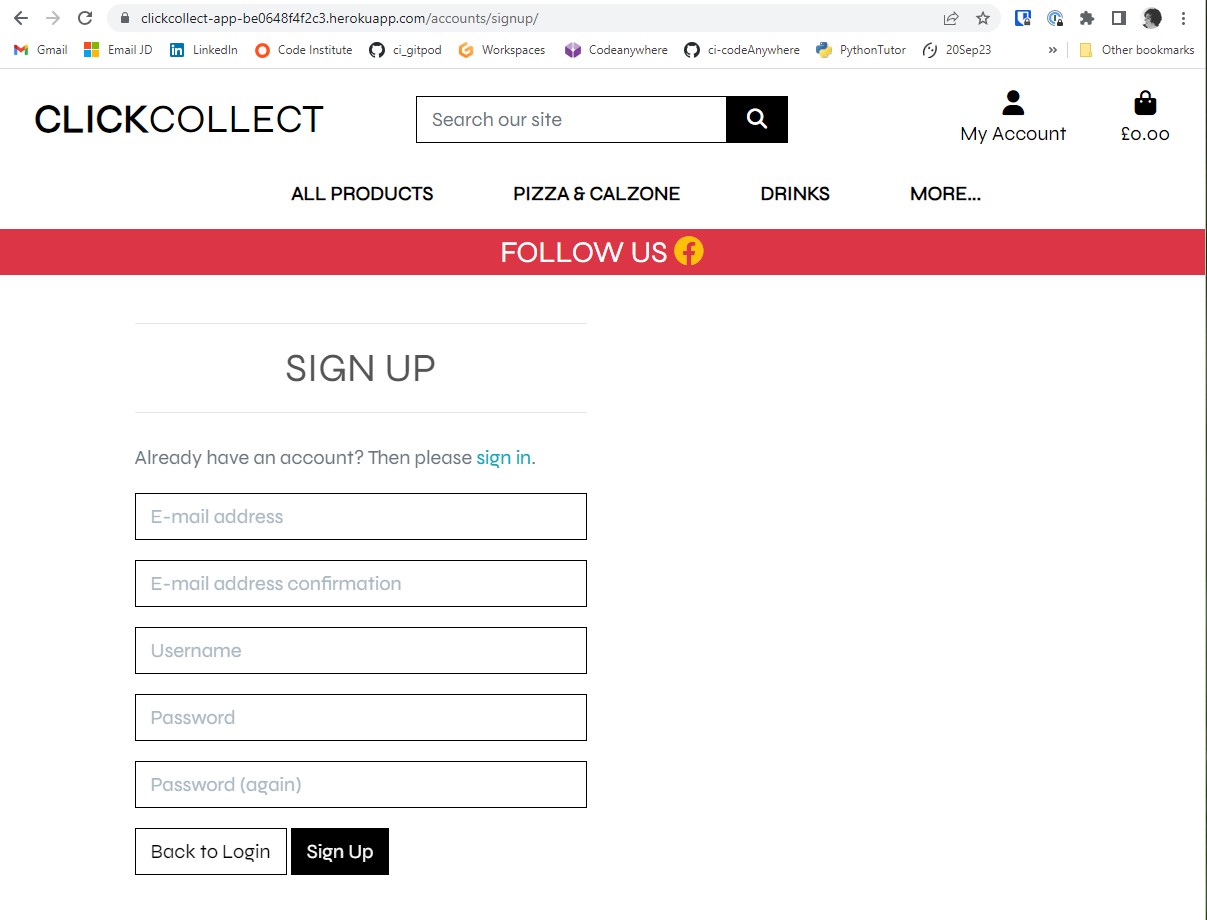 clickcollect-app-be0648f4f2c3.herokuapp.com/accounts/signup/
Gmail Email JD LinkedIn Code Institute ci_gitpod Workspaces Codeanywhere ci-codeAnywhere PythonTutor 20Sep23 » Other bookmarks
CLICKCOLLECT
Search our site
My Account
£0.00
ALL PRODUCTS PIZZA & CALZONE DRINKS MORE...
FOLLOW US
SIGN UP
Already have an account? Then please sign in.
E-mail address
E-mail address confirmation
Username
Password
Password (again)
Back to Login Sign Up